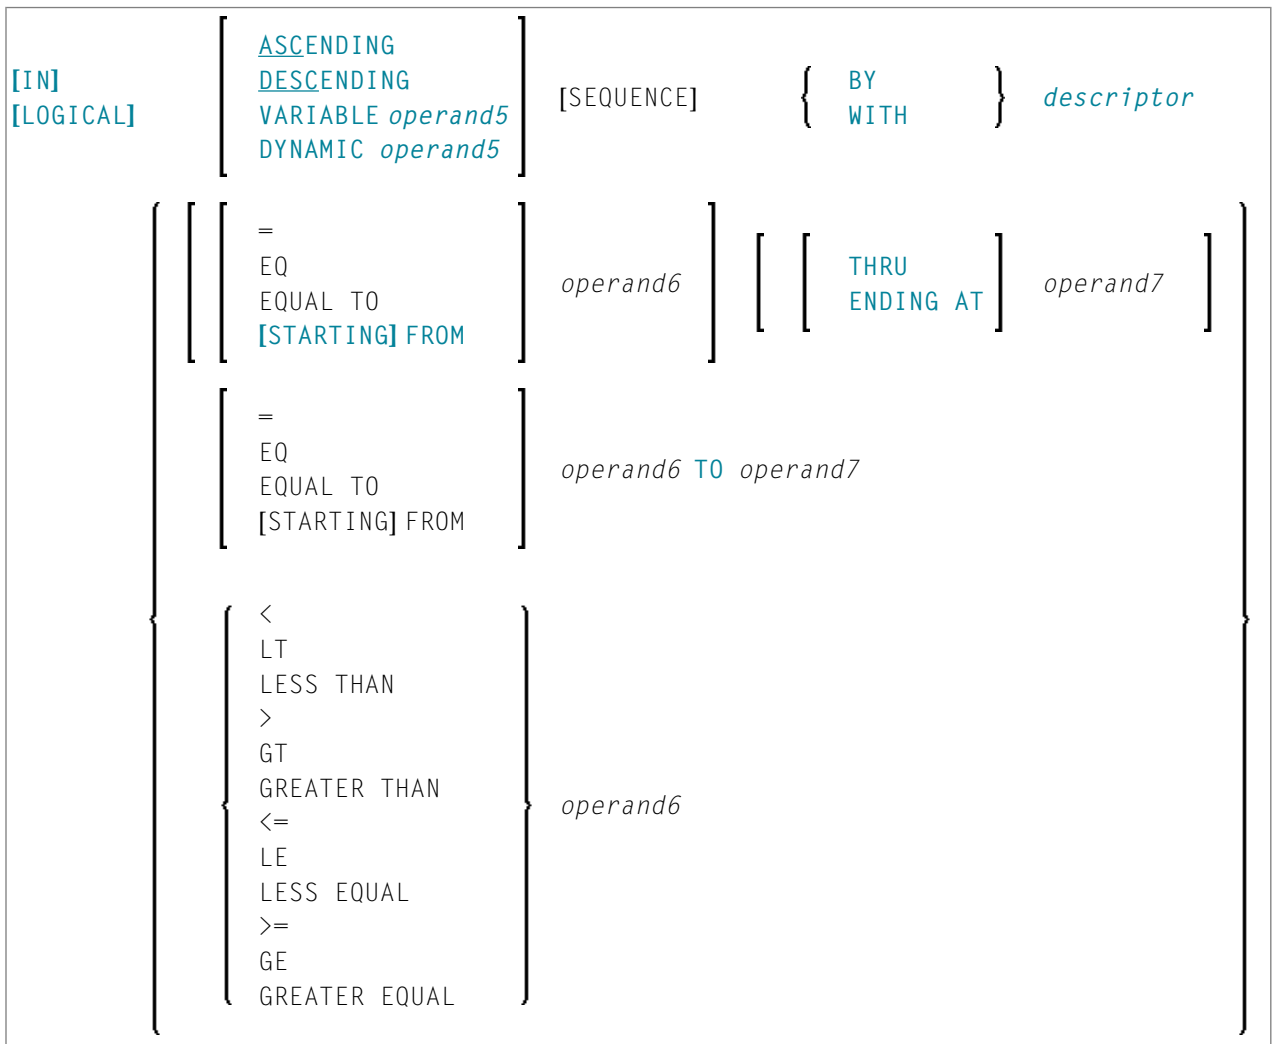 [IN]
[LOGICAL]
ASCENDING
DESCENDING
VARIABLE operand5
DYNAMIC operand5
[SEQUENCE]
BY
WITH
descriptor
=
EQ
EQUAL TO
[STARTING] FROM
operand6
THRU
ENDING AT
operand7
=
EQ
EQUAL TO
[STARTING] FROM
operand6 TO operand7
<
LT
LESS THAN
>
GT
GREATER THAN
<=
LE
LESS EQUAL
>=
GE
GREATER EQUAL
operand6